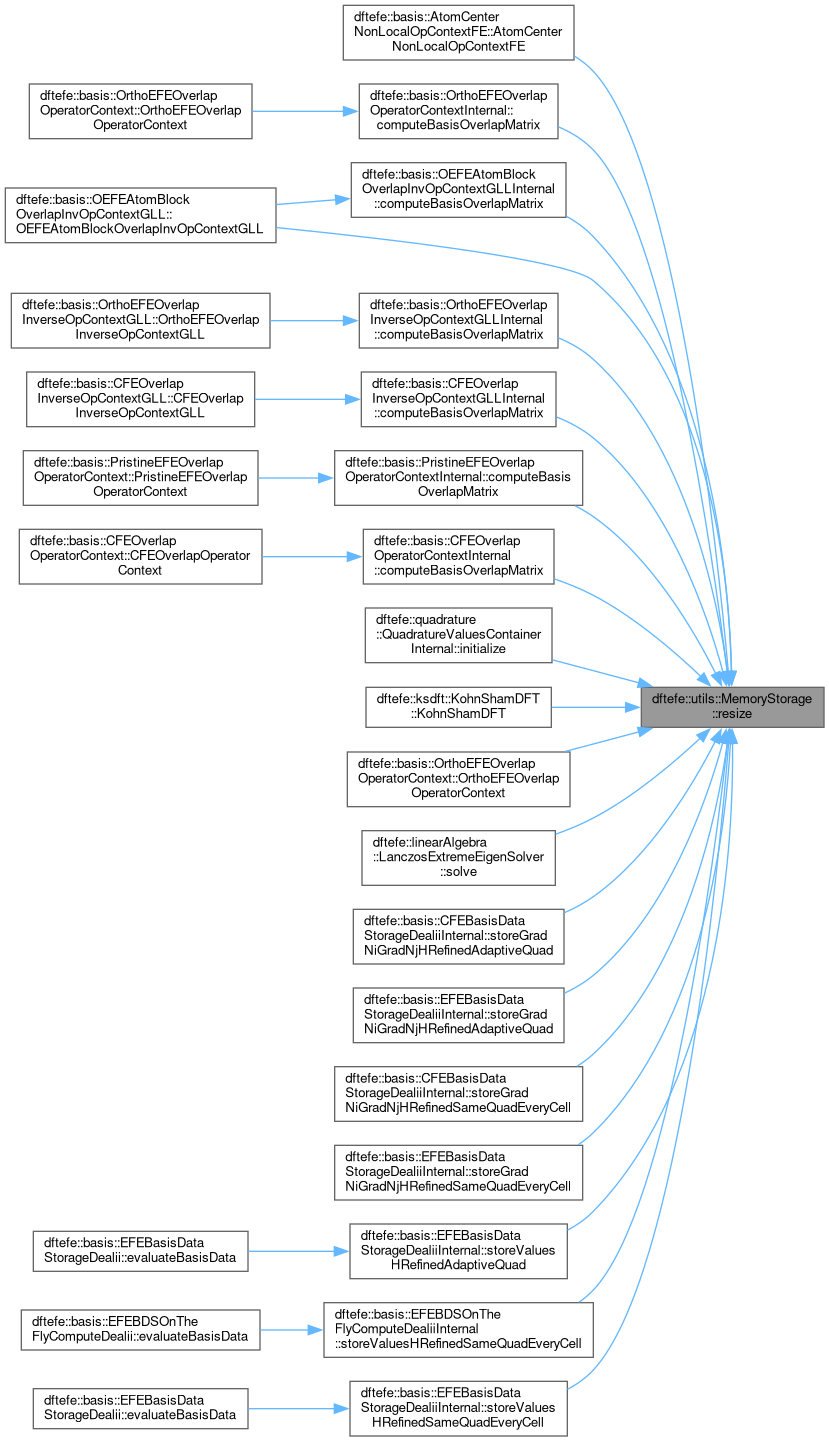 dftefe::basis::AtomCenter
NonLocalOpContextFE::AtomCenter
NonLocalOpContextFE
dftefe::basis::OrthoEFEOverlap
OperatorContext::OrthoEFEOverlap
OperatorContext
dftefe::basis::OrthoEFEOverlap
OperatorContextInternal::
computeBasisOverlapMatrix
dftefe::basis::OEFEAtomBlock
OverlapInvOpContextGLL::
OEFEAtomBlockOverlapInvOpContextGLL
dftefe::basis::OEFEAtomBlock
OverlapInvOpContextGLLInternal
::computeBasisOverlapMatrix
dftefe::basis::OrthoEFEOverlap
InverseOpContextGLL::OrthoEFEOverlap
InverseOpContextGLL
dftefe::basis::OrthoEFEOverlap
InverseOpContextGLLInternal
::computeBasisOverlapMatrix
dftefe::basis::CFEOverlap
InverseOpContextGLL::CFEOverlap
InverseOpContextGLL
dftefe::basis::CFEOverlap
InverseOpContextGLLInternal
::computeBasisOverlapMatrix
dftefe::basis::PristineEFEOverlap
OperatorContext::PristineEFEOverlap
OperatorContext
dftefe::basis::PristineEFEOverlap
OperatorContextInternal::computeBasis
OverlapMatrix
dftefe::basis::CFEOverlap
OperatorContext::CFEOverlapOperator
Context
dftefe::basis::CFEOverlap
OperatorContextInternal
::computeBasisOverlapMatrix
dftefe::quadrature
::QuadratureValuesContainer
Internal::initialize
dftefe::ksdft::KohnShamDFT
::KohnShamDFT
dftefe::utils::MemoryStorage
::resize
dftefe::basis::OrthoEFEOverlap
OperatorContext::OrthoEFEOverlap
OperatorContext
dftefe::linearAlgebra
::LanczosExtremeEigenSolver
::solve
dftefe::basis::CFEBasisData
StorageDealiiInternal::storeGrad
NiGradNjHRefinedAdaptiveQuad
dftefe::basis::EFEBasisData
StorageDealiiInternal::storeGrad
NiGradNjHRefinedAdaptiveQuad
dftefe::basis::CFEBasisData
StorageDealiiInternal::storeGrad
NiGradNjHRefinedSameQuadEveryCell
dftefe::basis::EFEBasisData
StorageDealiiInternal::storeGrad
NiGradNjHRefinedSameQuadEveryCell
dftefe::basis::EFEBasisData
StorageDealii::evaluateBasisData
dftefe::basis::EFEBasisData
StorageDealiiInternal::storeValues
HRefinedAdaptiveQuad
dftefe::basis::EFEBDSOnThe
FlyComputeDealii::evaluateBasisData
dftefe::basis::EFEBDSOnThe
FlyComputeDealiiInternal
::storeValuesHRefinedSameQuadEveryCell
dftefe::basis::EFEBasisData
StorageDealii::evaluateBasisData
dftefe::basis::EFEBasisData
StorageDealiiInternal::storeValues
HRefinedSameQuadEveryCell